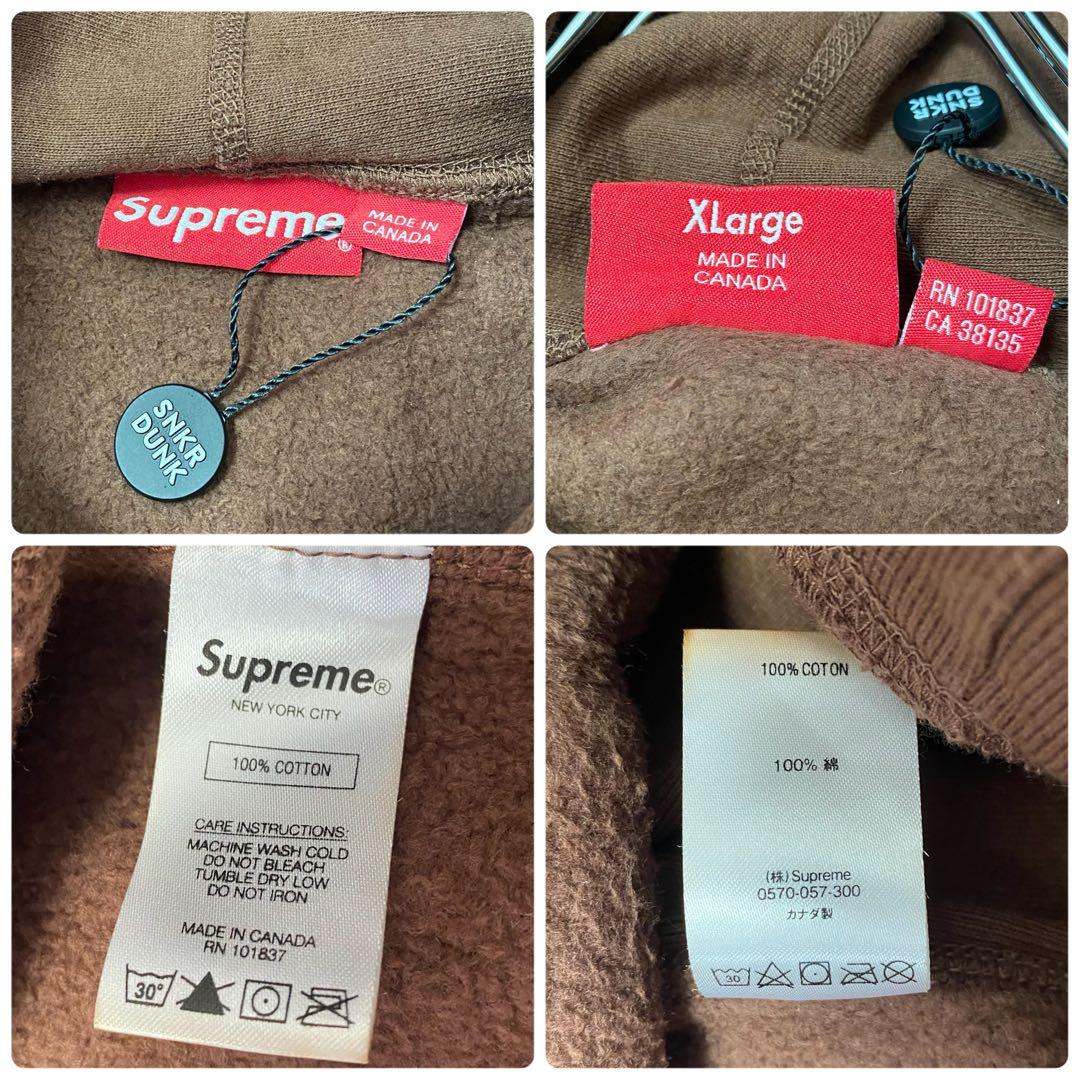 Supreme®
MADE IN
CANADA
SNKR
DUNK
SNKR
DUNK
XLarge
MADE IN
CANADA
RN 101837
CA 38135
Supreme®
NEW YORK CITY
100% COTTON
CARE INSTRUCTIONS:
MACHINE WASH COLD
DO NOT BLEACH
TUMBLE DRY LOW
DO NOT IRON
MADE IN CANADA
RN 101837
30°
100% COTON
100% 綿
(株) Supreme
0570-057-300
カナダ製
30